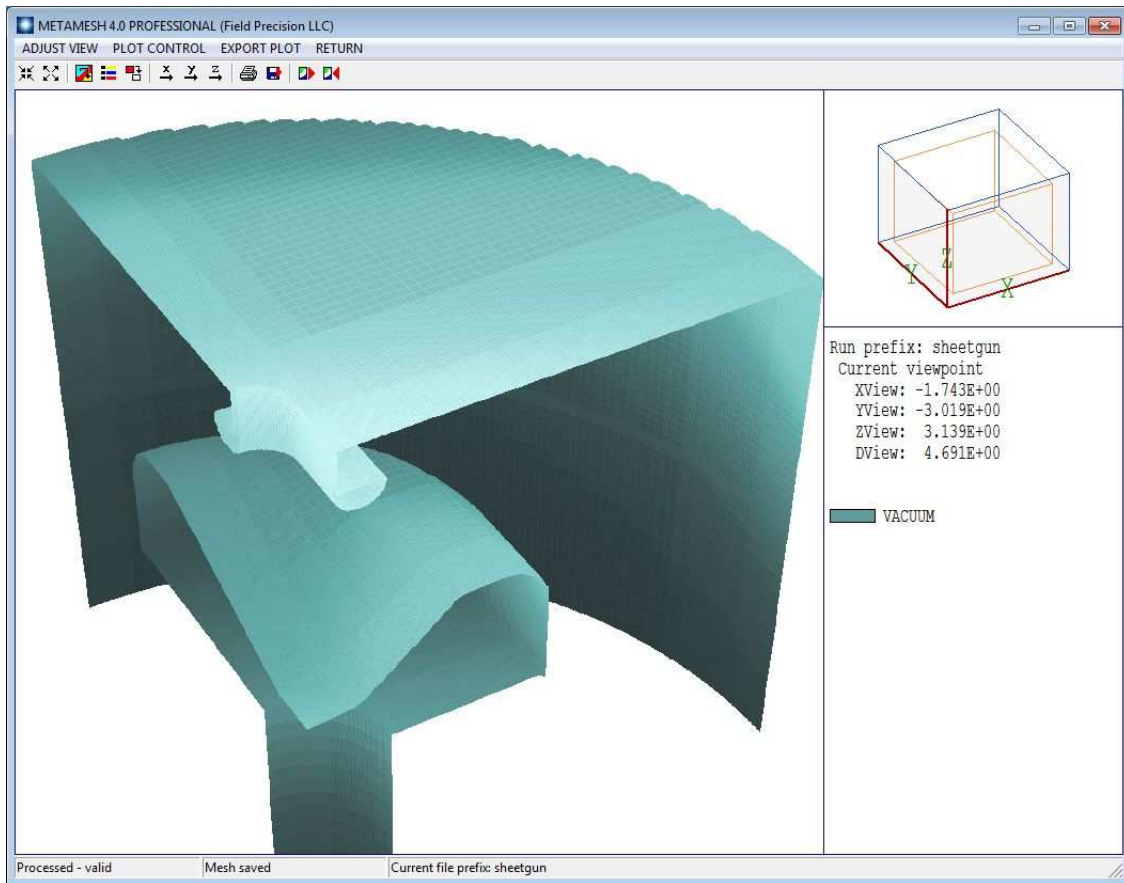 METAMESH 4.0 PROFESSIONAL (Field Precision LLC)
ADJUST VIEW PLOT CONTROL EXPORT PLOT RETURN
X Y Z
Z
Y
X
Run prefix: sheetgun
Current viewpoint
XView: -1.743E+00
YView: -3.019E+00
ZView: 3.139E+00
DView: 4.691E+00
VACUUM
Processed - valid Mesh saved Current file prefix: sheetgun